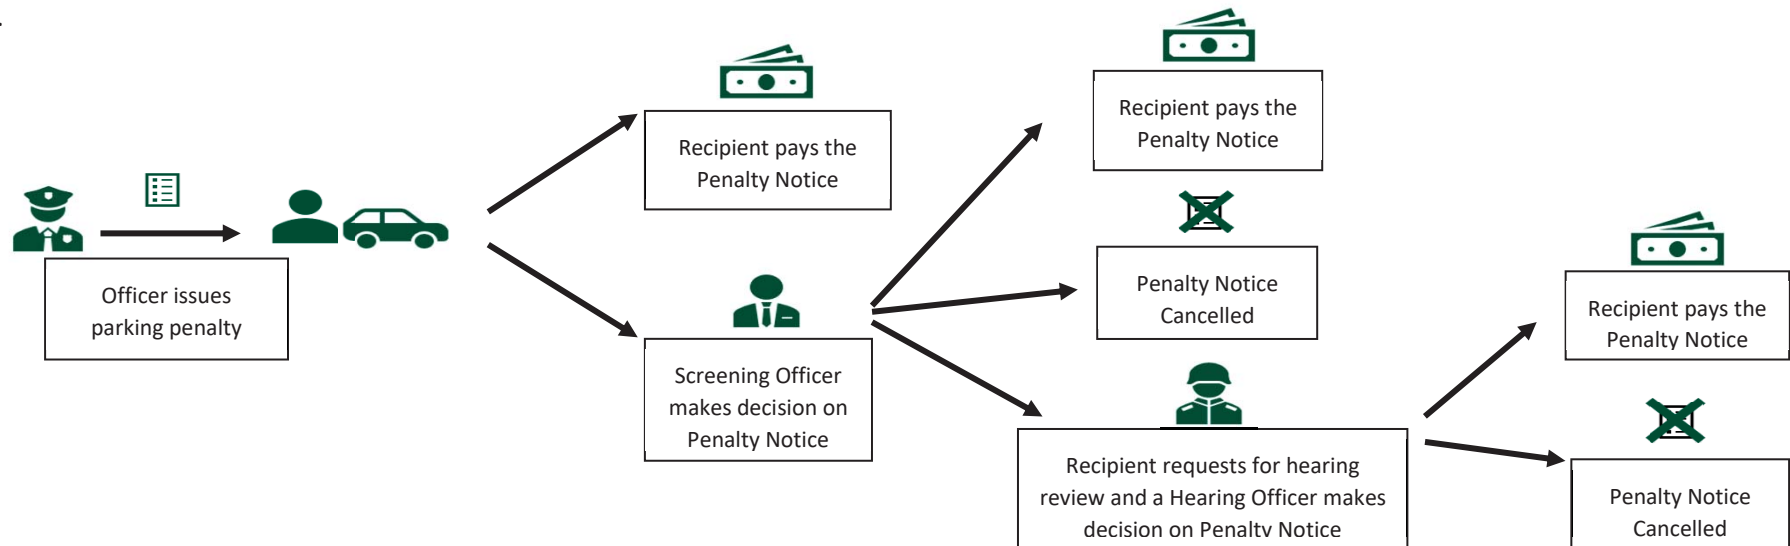 Officer issues
parking penalty
Recipient pays the
Penalty Notice
Screening Officer
makes decision on
Penalty Notice
Recipient pays the
Penalty Notice
Penalty Notice
Cancelled
Recipient requests for hearing
review and a Hearing Officer makes
decision on Penalty Notice
Recipient pays the
Penalty Notice
Penalty Notice
Cancelled